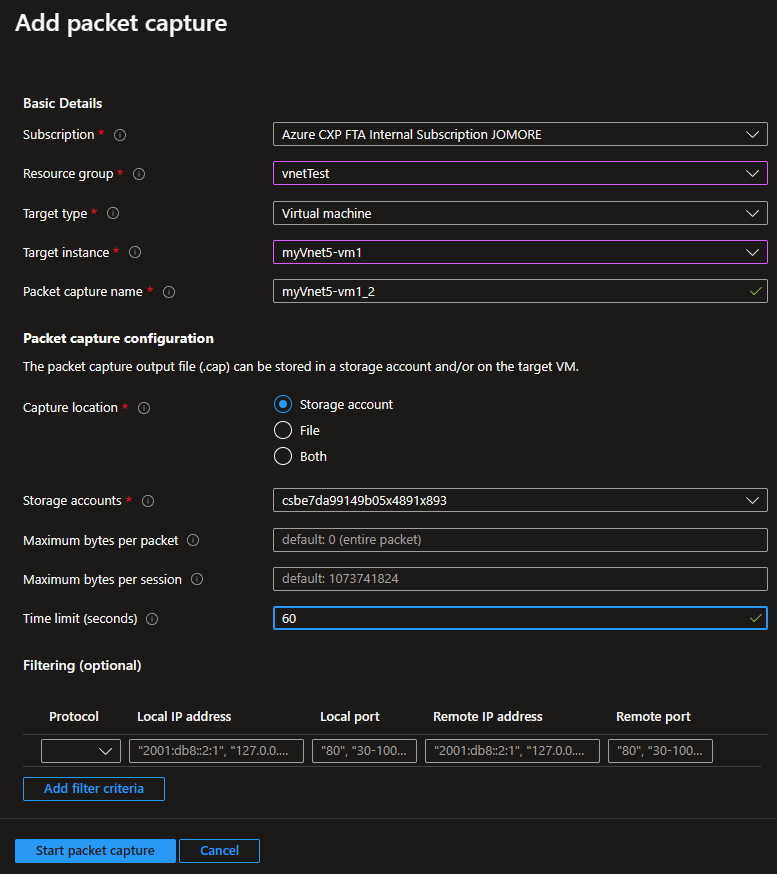 Add packet capture
Basic Details
Subscription * Azure CXP FTA Internal Subscription JOMORE
Resource group * vnetTest
Target type * Virtual machine
Target instance * myVnet5-vm1
Packet capture name * myVnet5-vm1_2
Packet capture configuration
The packet capture output file (.cap) can be stored in a storage account and/or on the target VM.
Capture location * Storage account
File
Both
Storage accounts * csbe7da99149b05x4891x893
Maximum bytes per packet default: 0 (entire packet)
Maximum bytes per session default: 1073741824
Time limit (seconds) 60
Filtering (optional)
Protocol Local IP address Local port Remote IP address Remote port
"2001:db8::2:1", "127.0.0.... "80", "30-100... "2001:db8::2:1", "127.0.0.... "80", "30-100...
Add filter criteria
Start packet capture Cancel